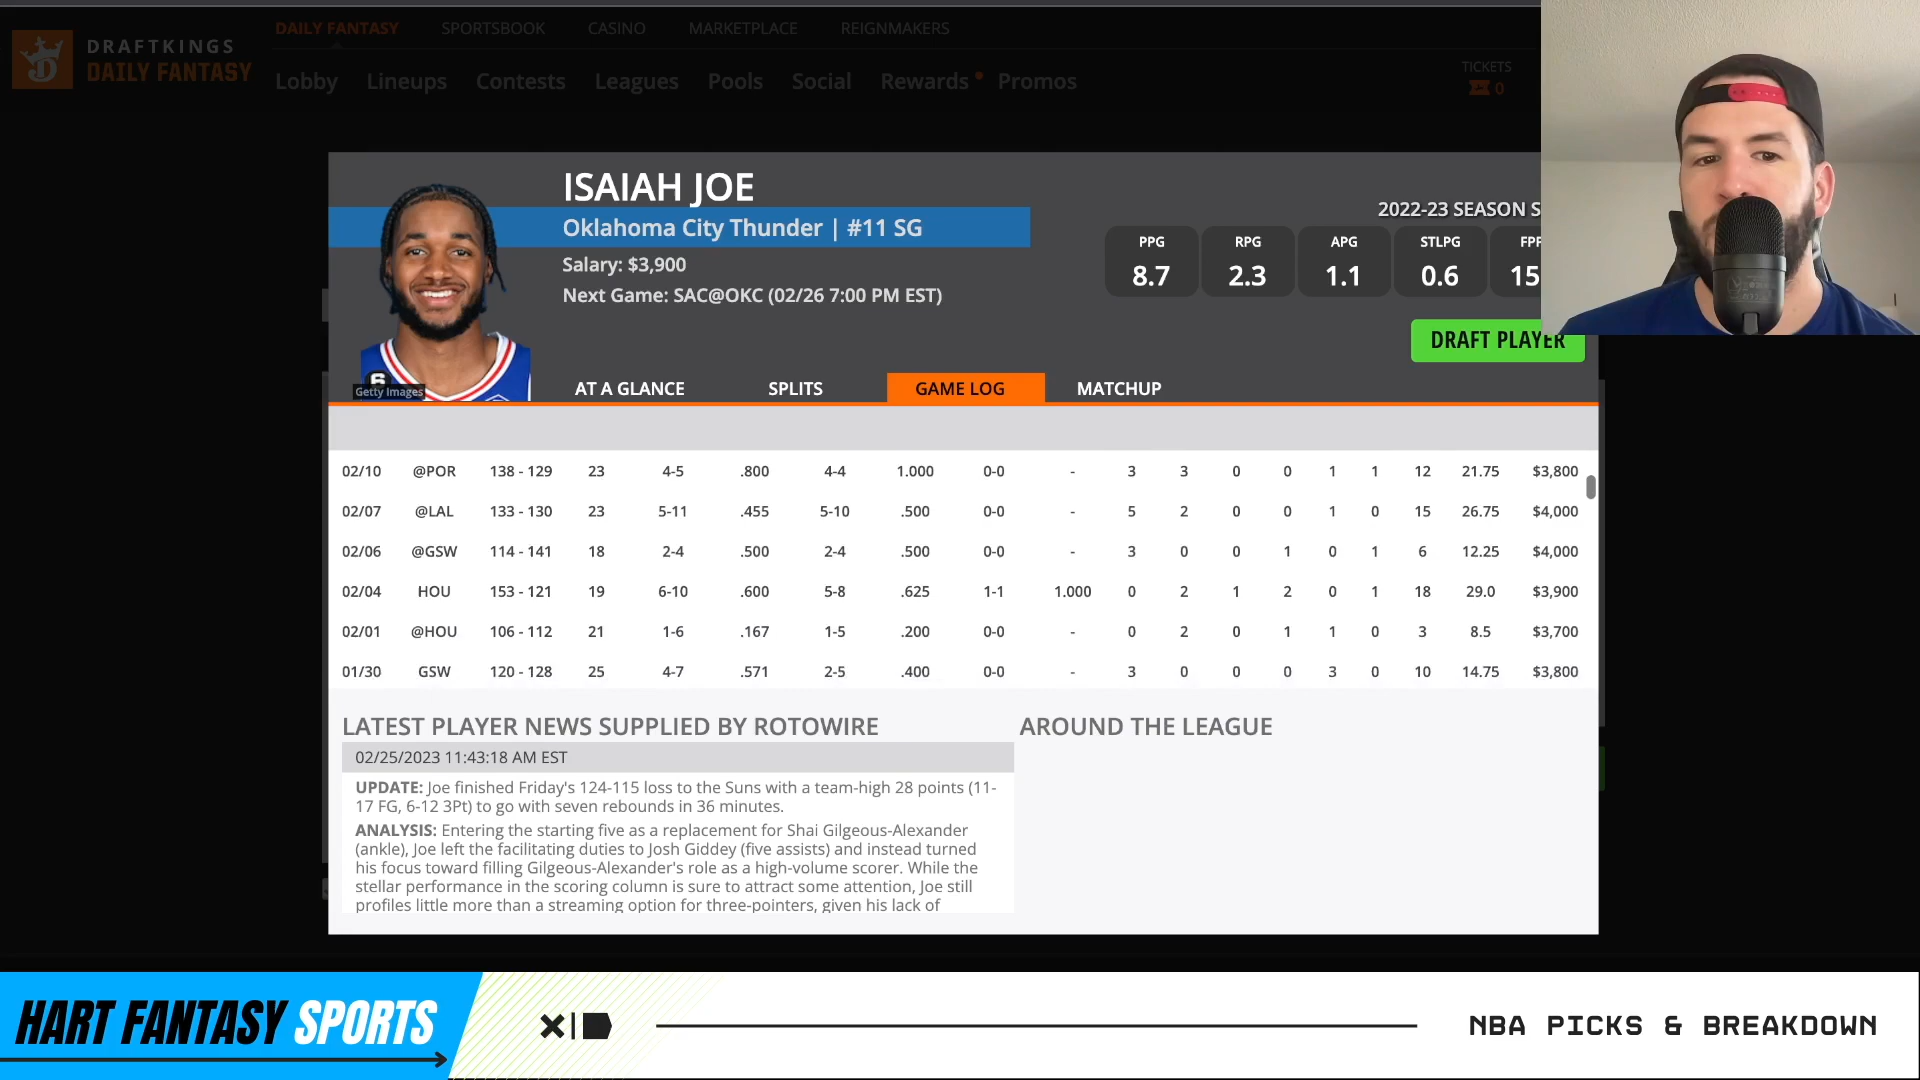 DRAFTKINGS
DAILY FANTASY
DAILY FANTASY SPORTSBOOK CASINO MARKETPLACE REIGNMAKERS
Lobby Lineups Contests Leagues Pools Social Rewards Promos
TICKETS
0
ISAIAH JOE
Oklahoma City Thunder | #11 SG
Salary: $3,900
Next Game: SAC@OKC (02/26 7:00 PM EST)
2022-23 SEASON S
PPG RPG APG STLPG FPP
8.7 2.3 1.1 0.6 15
DRAFT PLAYER
6
Getty Images
AT A GLANCE SPLITS GAME LOG MATCHUP
02/10 @POR 138 - 129 23 4-5 .800 4-4 1.000 0-0 - 3 3 0 0 1 1 12 21.75 $3,800
02/07 @LAL 133 - 130 23 5-11 .455 5-10 .500 0-0 - 5 2 0 0 1 0 15 26.75 $4,000
02/06 @GSW 114 - 141 18 2-4 .500 2-4 .500 0-0 - 3 0 0 1 0 1 6 12.25 $4,000
02/04 HOU 153 - 121 19 6-10 .600 5-8 .625 1-1 1.000 0 2 1 2 0 1 18 29.0 $3,900
02/01 @HOU 106 - 112 21 1-6 .167 1-5 .200 0-0 - 0 2 0 1 1 0 3 8.5 $3,700
01/30 GSW 120 - 128 25 4-7 .571 2-5 .400 0-0 - 3 0 0 0 3 0 10 14.75 $3,800
LATEST PLAYER NEWS SUPPLIED BY ROTOWIRE
AROUND THE LEAGUE
02/25/2023 11:43:18 AM EST
UPDATE: Joe finished Friday's 124-115 loss to the Suns with a team-high 28 points (11-
17 FG, 6-12 3Pt) to go with seven rebounds in 36 minutes.
ANALYSIS: Entering the starting five as a replacement for Shai Gilgeous-Alexander
(ankle), Joe left the facilitating duties to Josh Giddey (five assists) and instead turned
his focus toward filling Gilgeous-Alexander's role as a high-volume scorer. While the
stellar performance in the scoring column is sure to attract some attention, Joe still
profiles little more than a streaming option for three-pointers, given his lack of
HART FANTASY SPORTS
NBA PICKS & BREAKDOWN